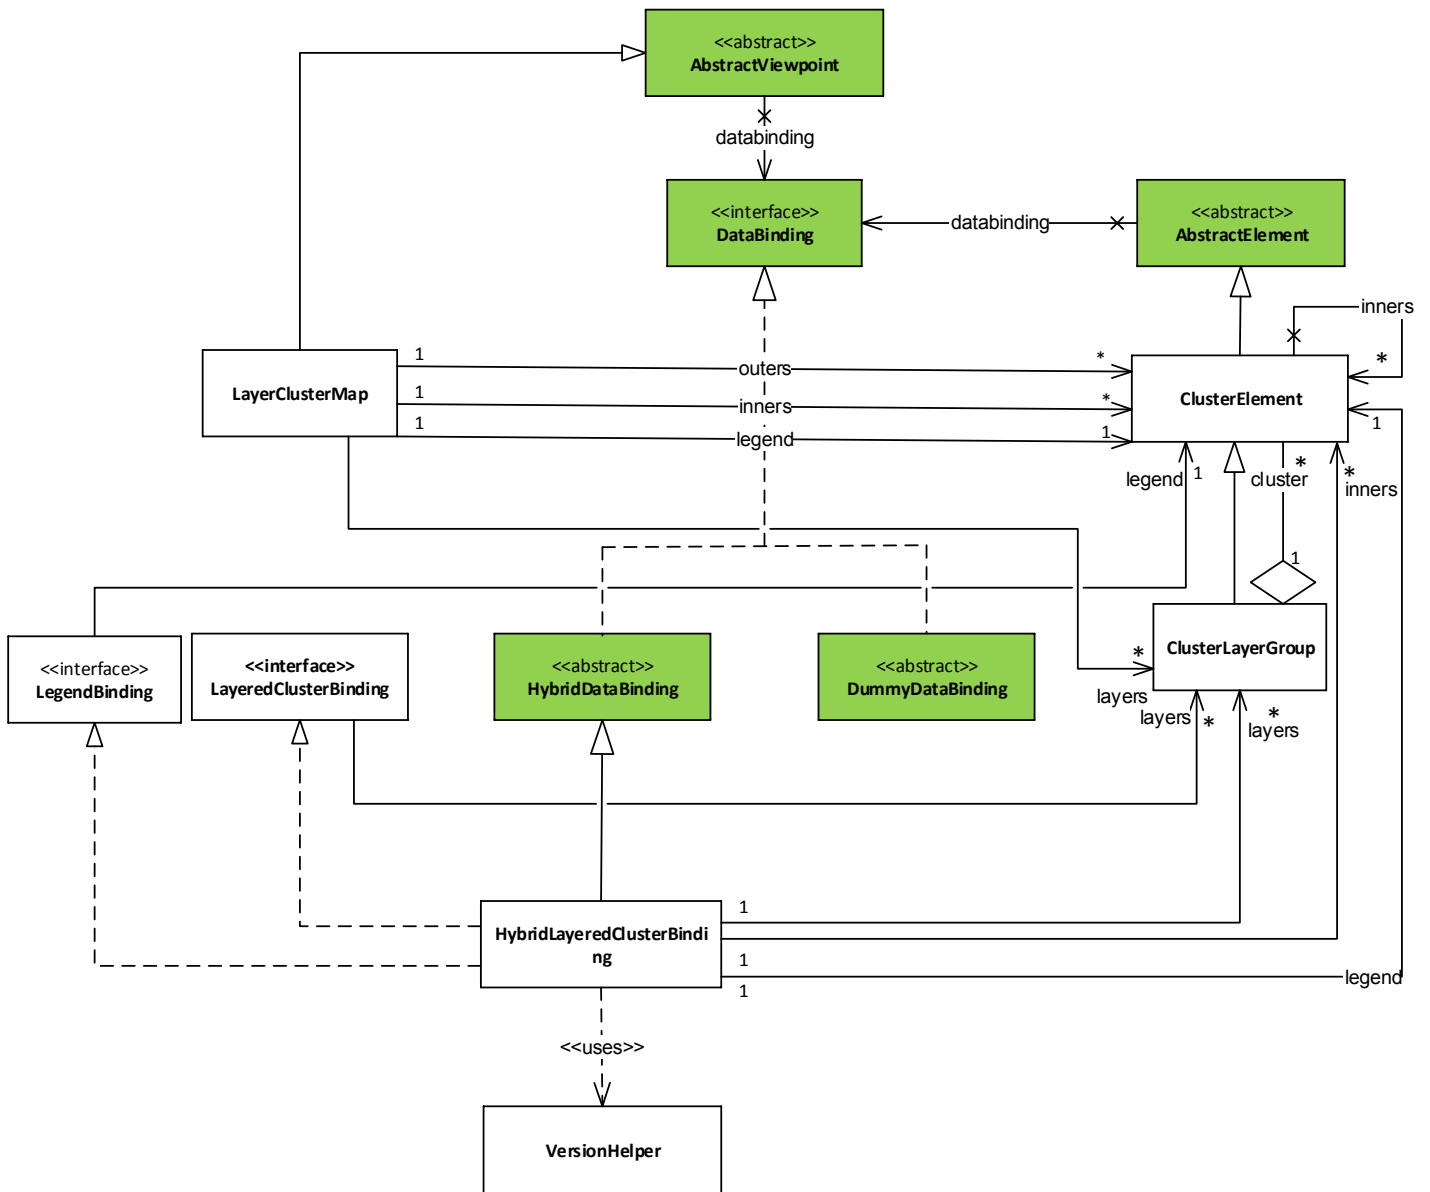 <<abstract>>
AbstractViewpoint
databinding
<<interface>>
DataBinding
databinding
<<abstract>>
AbstractElement
inners
*
LayerClusterMap
1
outers
*
1
inners
*
1
legend
1
ClusterElement
1
legend
1
cluster
*
*
inners
1
<<interface>>
LegendBinding
<<interface>>
LayeredClusterBinding
<<abstract>>
HybridDataBinding
<<abstract>>
DummyDataBinding
ClusterLayerGroup
*
layers
layers
*
*
layers
HybridLayeredClusterBindi
ng
1
1
1
legend
<<uses>>
VersionHelper